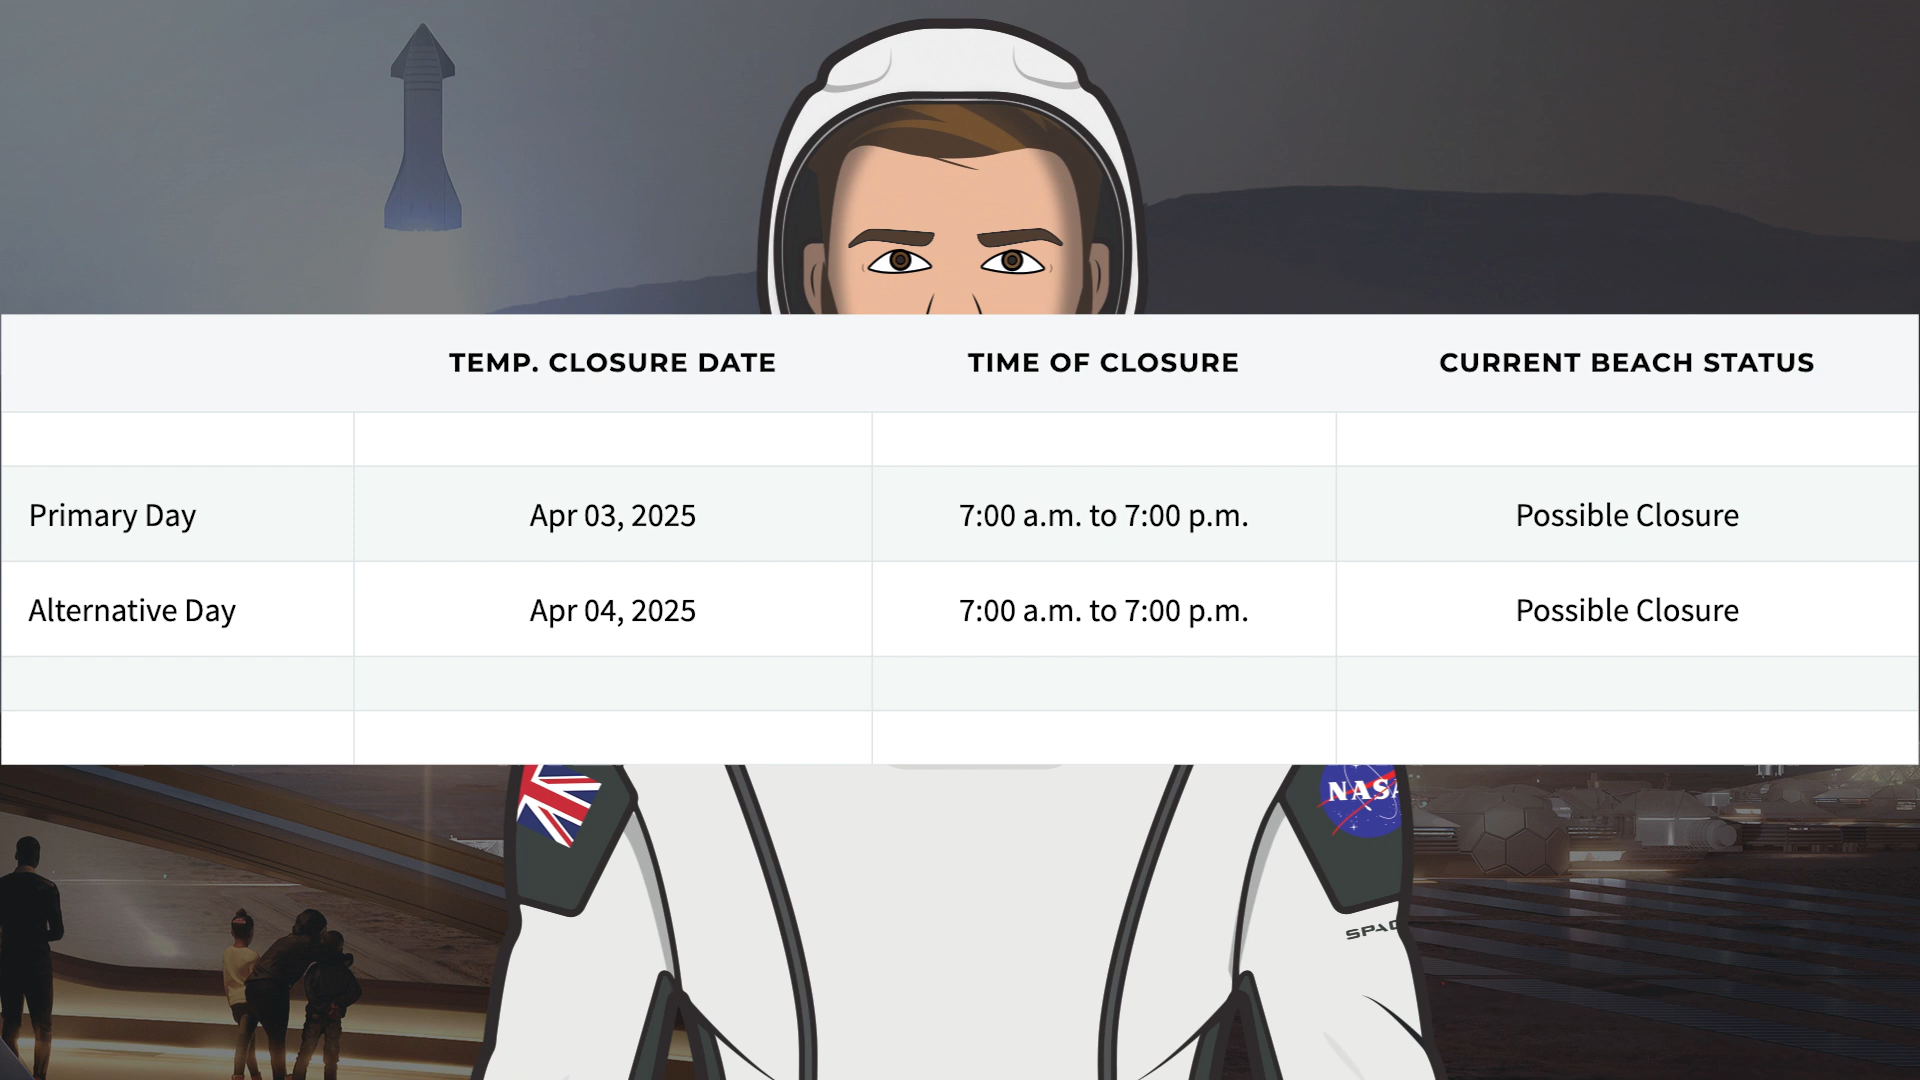 TEMP. CLOSURE DATE TIME OF CLOSURE CURRENT BEACH STATUS
Primary Day Apr 03, 2025 7:00 a.m. to 7:00 p.m. Possible Closure
Alternative Day Apr 04, 2025 7:00 a.m. to 7:00 p.m. Possible Closure
NASA
SPAC